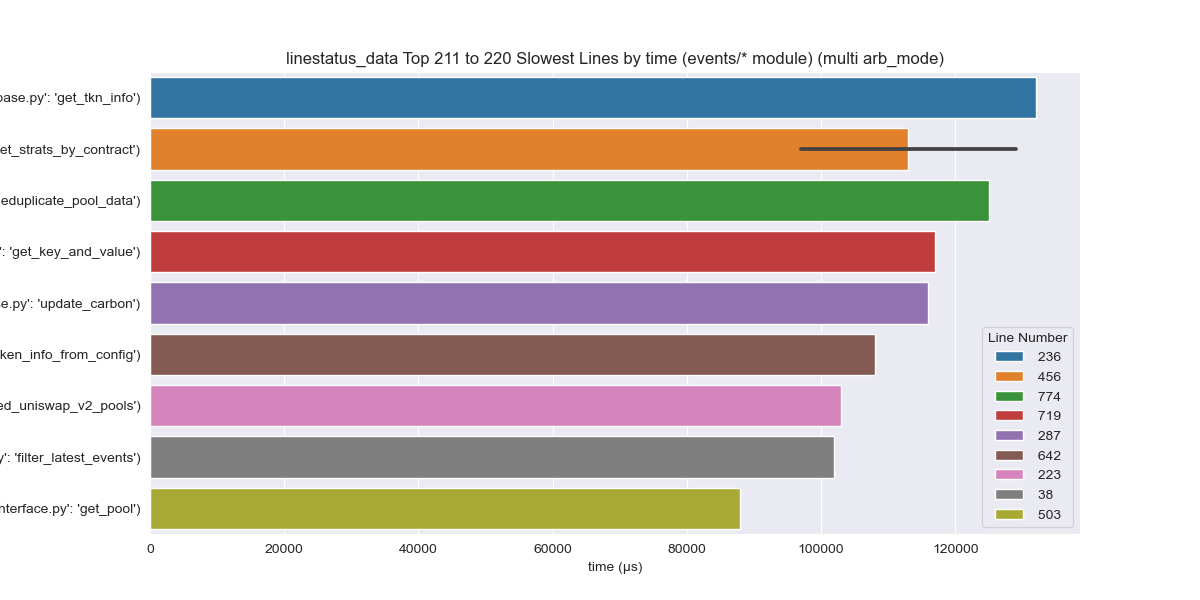 linestatus_data Top 211 to 220 Slowest Lines by time (events/* module) (multi arb_mode)
base.py': 'get_tkn_info')
et_strats_by_contract')
eduplicate_pool_data')
': 'get_key_and_value')
e.py': 'update_carbon')
ken_info_from_config')
ed_uniswap_v2_pools')
y': 'filter_latest_events')
nterface.py': 'get_pool')
Line Number
236
456
774
719
287
642
223
38
503
0 20000 40000 60000 80000 100000 120000
time (μs)